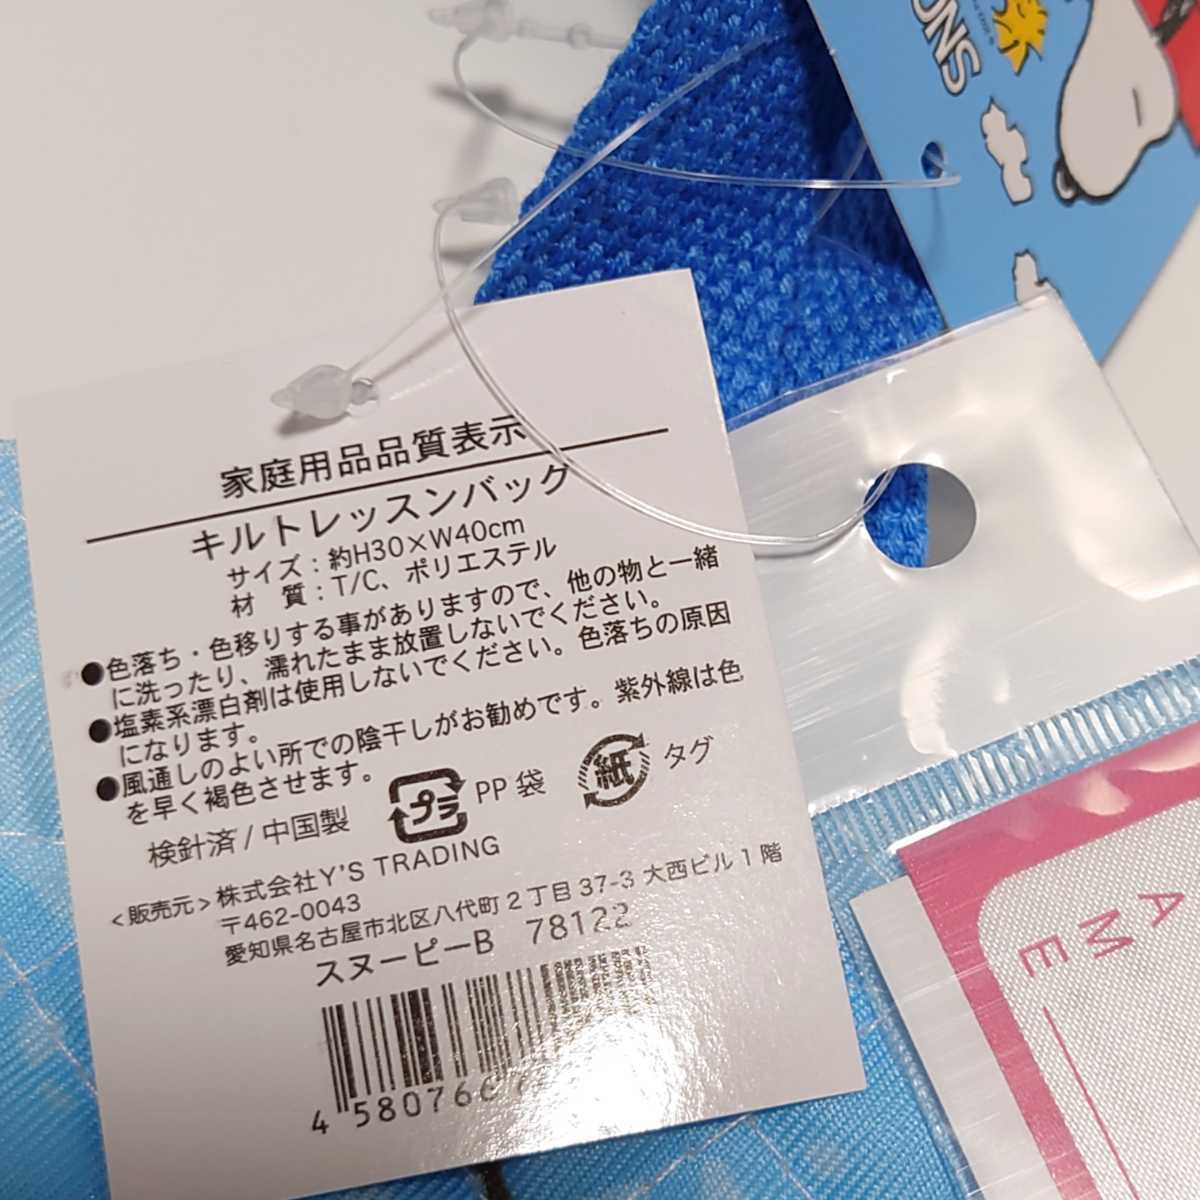 家庭用品品質表示
キルトレッスンバッグ
サイズ：約H30×W40cm
材　質：T/C、ポリエステル
●色落ち・色移りする事がありますので、他の物と一緒
に洗ったり、濡れたまま放置しないでください。
●塩素系漂白剤は使用しないでください。色落ちの原因
になります。
●風通しのよい所での陰干しがお勧めです。紫外線は色
を早く褐色させます。
検針済/中国製
プラ
PP袋
紙
タグ
<販売元>株式会社Y'S TRADING
〒462-0043
愛知県名古屋市北区八代町2丁目37-3 大西ビル1階
スヌーピーB　78122
4 580766
AME